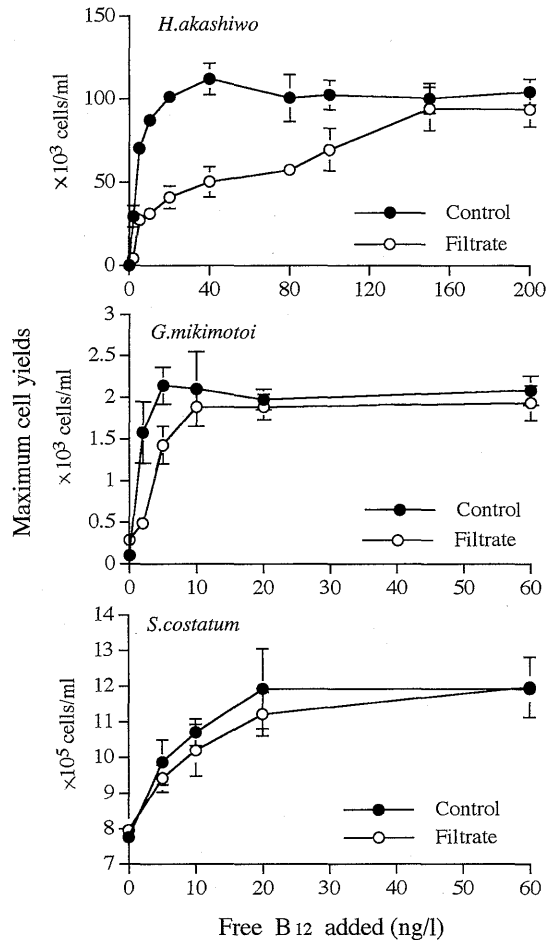 H.akashiwo
150
100
50
0
×10³ cells/ml
Control
Filtrate
0 40 80 120 160 200
G.mikimotoi
3
2.5
2
1.5
1
0.5
0
Maximum cell yields
×10³ cells/ml
Control
Filtrate
0 10 20 30 40 50 60
S.costatum
14
13
12
11
10
9
8
7
×10⁵ cells/ml
Control
Filtrate
0 10 20 30 40 50 60
Free B₁₂ added (ng/l)